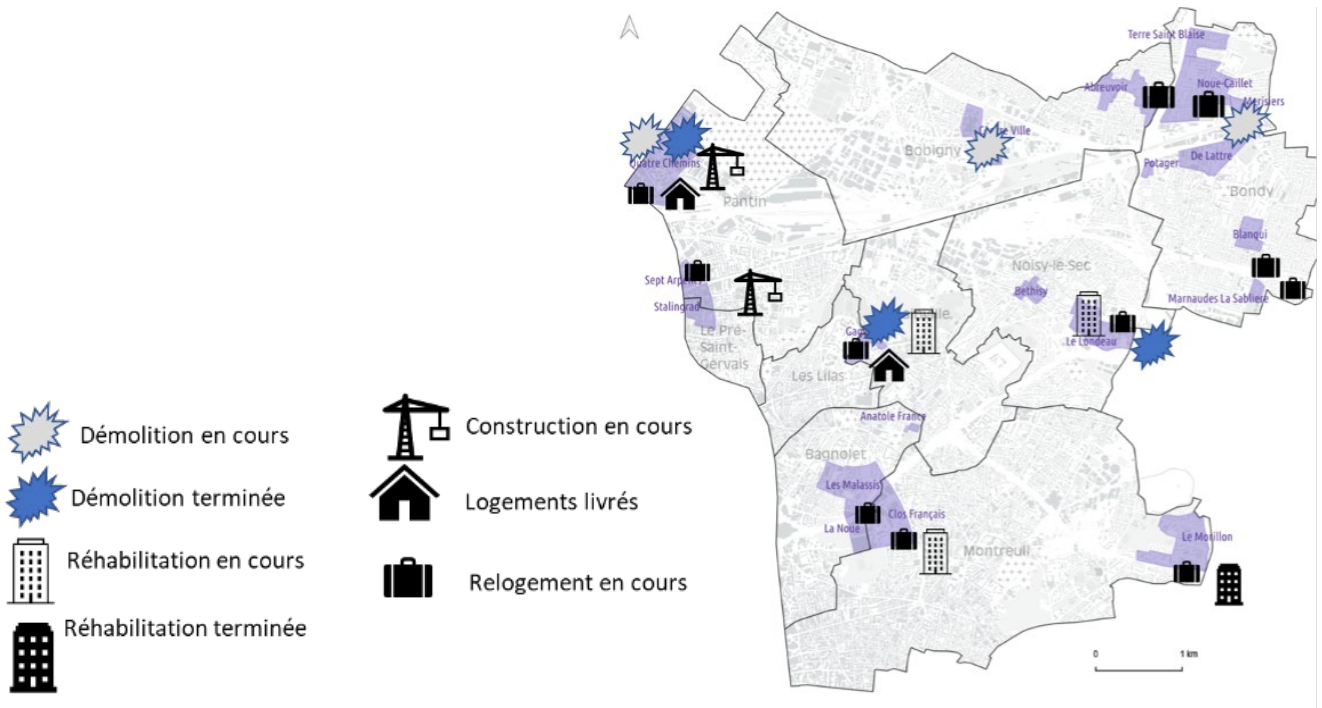 Démolition en cours
Démolition terminée
Réhabilitation en cours
Réhabilitation terminée
Construction en cours
Logements livrés
Relogement en cours
Terre Saint Blaise
Abreuvoir
Noue-Caillet
Merisiers
Ville
Bobigny
Quatre Chemins
De Lattre
Potager
Bondy
Pantin
Blanqui
Noisy-le-Sec
Sept Arpents
Béthisy
Marnaudes La Sablière
Stalingrad
Le Pré-
Saint-
Gervais
Le Londeau
Les Lilas
Anatole France
Bagnolet
Les Malassis
Clos Français
La Noue
Le Morillon
Montreuil
0
1 km